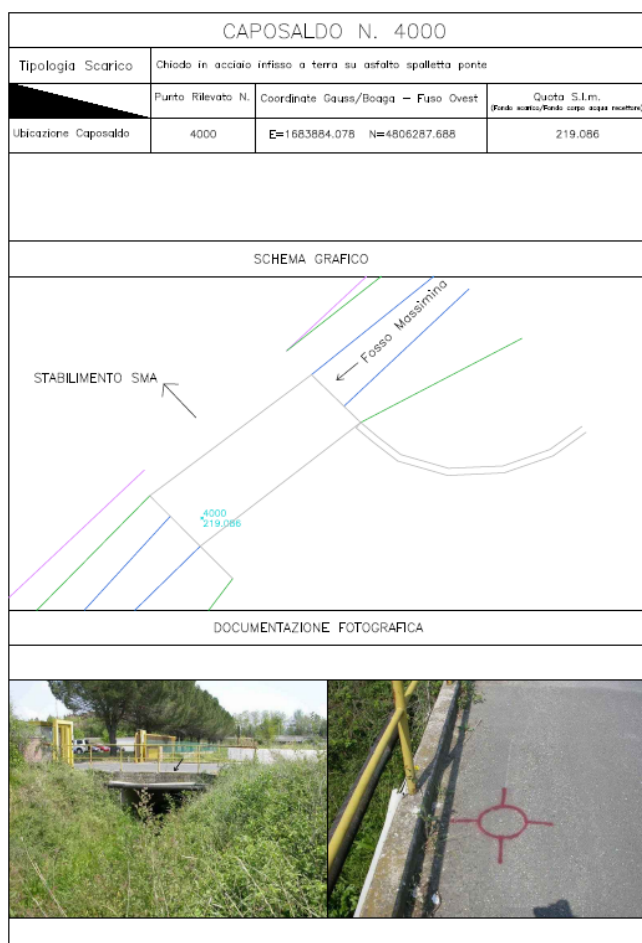 CAPOSALDO N. 4000
Tipologia Scarico
Chiodo in acciaio infisso a terra su asfalto spalletta ponte
Punto Rilevato N.
Coordinate Gauss/Boaga – Fuso Ovest
Quota S.l.m.
(Fondo scarico/Fondo corpo acqua recettore)
Ubicazione Caposaldo
4000
E=1683884.078 N=4806287.688
219.086
SCHEMA GRAFICO
Fosso Massimina
STABILIMENTO SMA
4000
219.086
DOCUMENTAZIONE FOTOGRAFICA